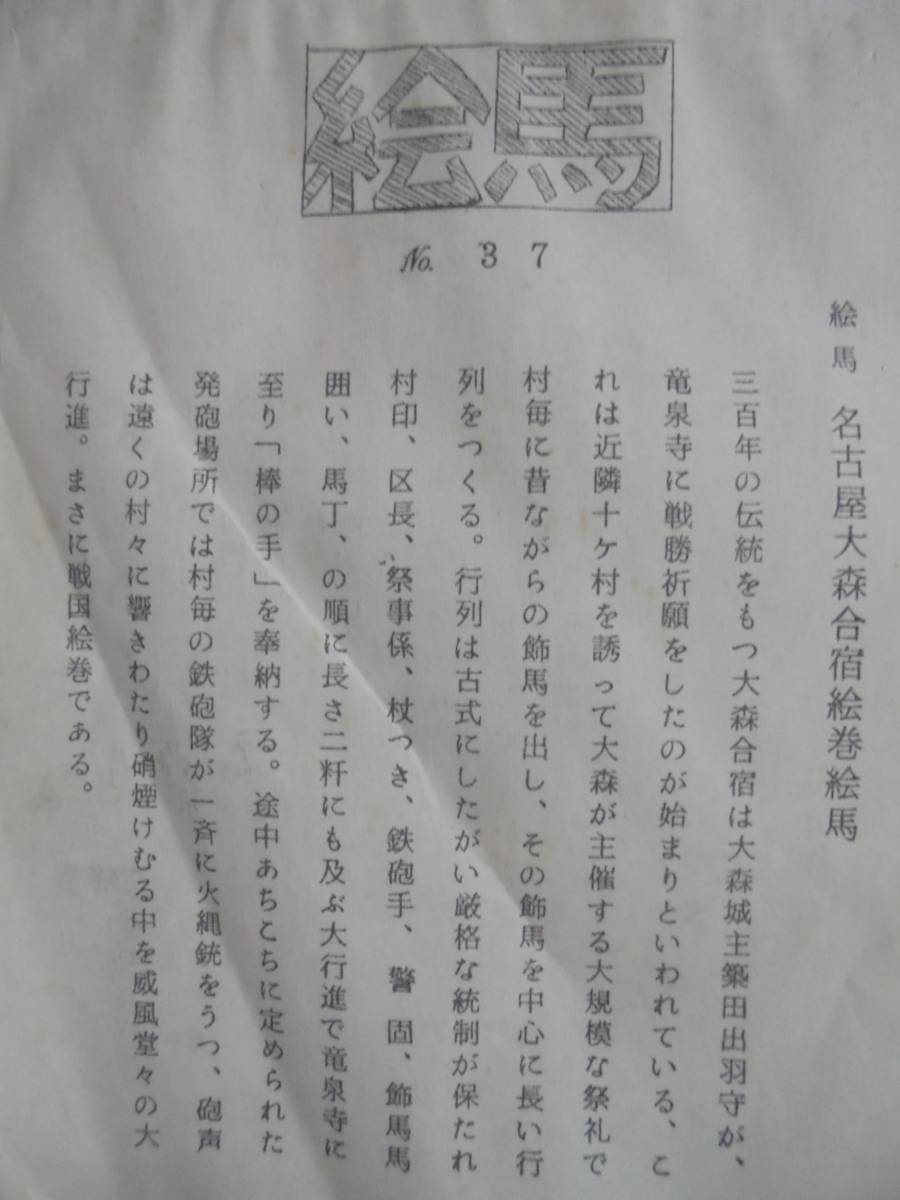 絵馬
No. 37
絵馬 名古屋大森合宿絵巻絵馬
三百年の伝統をもつ大森合宿は大森城主築田出羽守が、
竜泉寺に戦勝祈願をしたのが始まりといわれている、こ
れは近隣十ケ村を誘って大森が主催する大規模な祭礼で
村毎に昔ながらの飾馬を出し、その飾馬を中心に長い行
列をつくる。行列は古式にしたがい厳格な統制が保たれ
村印、区長、祭事係、杖つき、鉄砲手、警固、飾馬馬
囲い、馬丁、の順に長さ二粁にも及ぶ大行進で竜泉寺に
至り「棒の手」を奉納する。途中あちこちに定められた
発砲場所では村毎の鉄砲隊が一斉に火縄銃をうつ、砲声
は遠くの村々に響きわたり硝煙けむる中を威風堂々の大
行進。まさに戦国絵巻である。